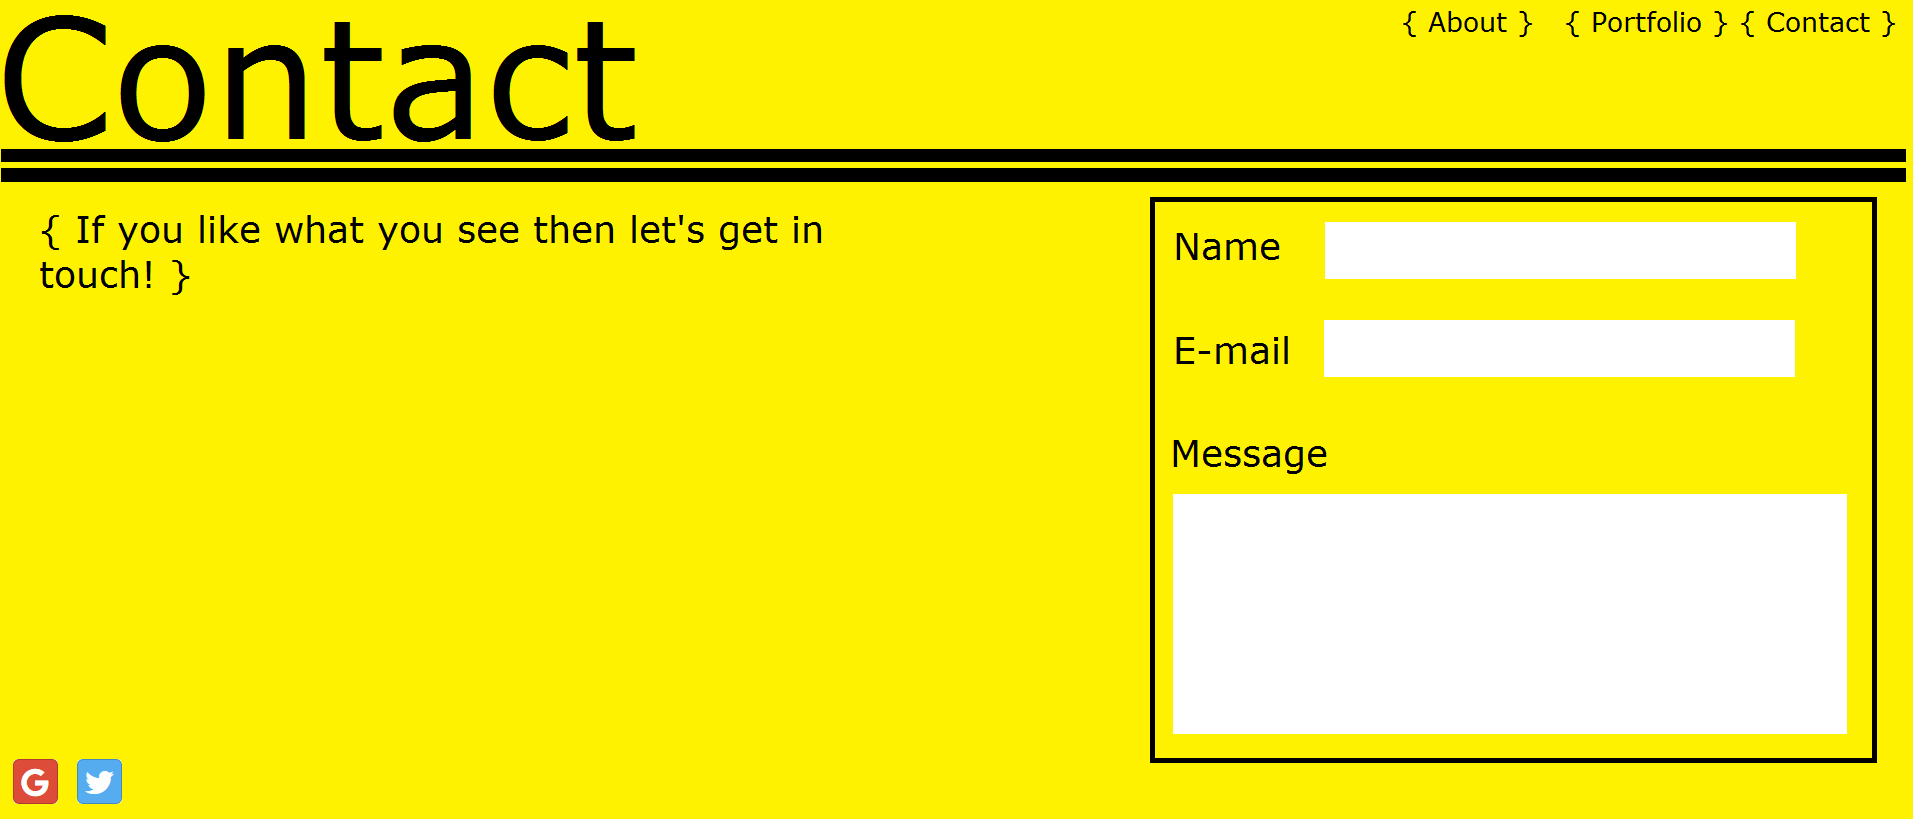 Contact
{ About } { Portfolio } { Contact }
{ If you like what you see then let's get in
touch! }
Name
E-mail
Message
G